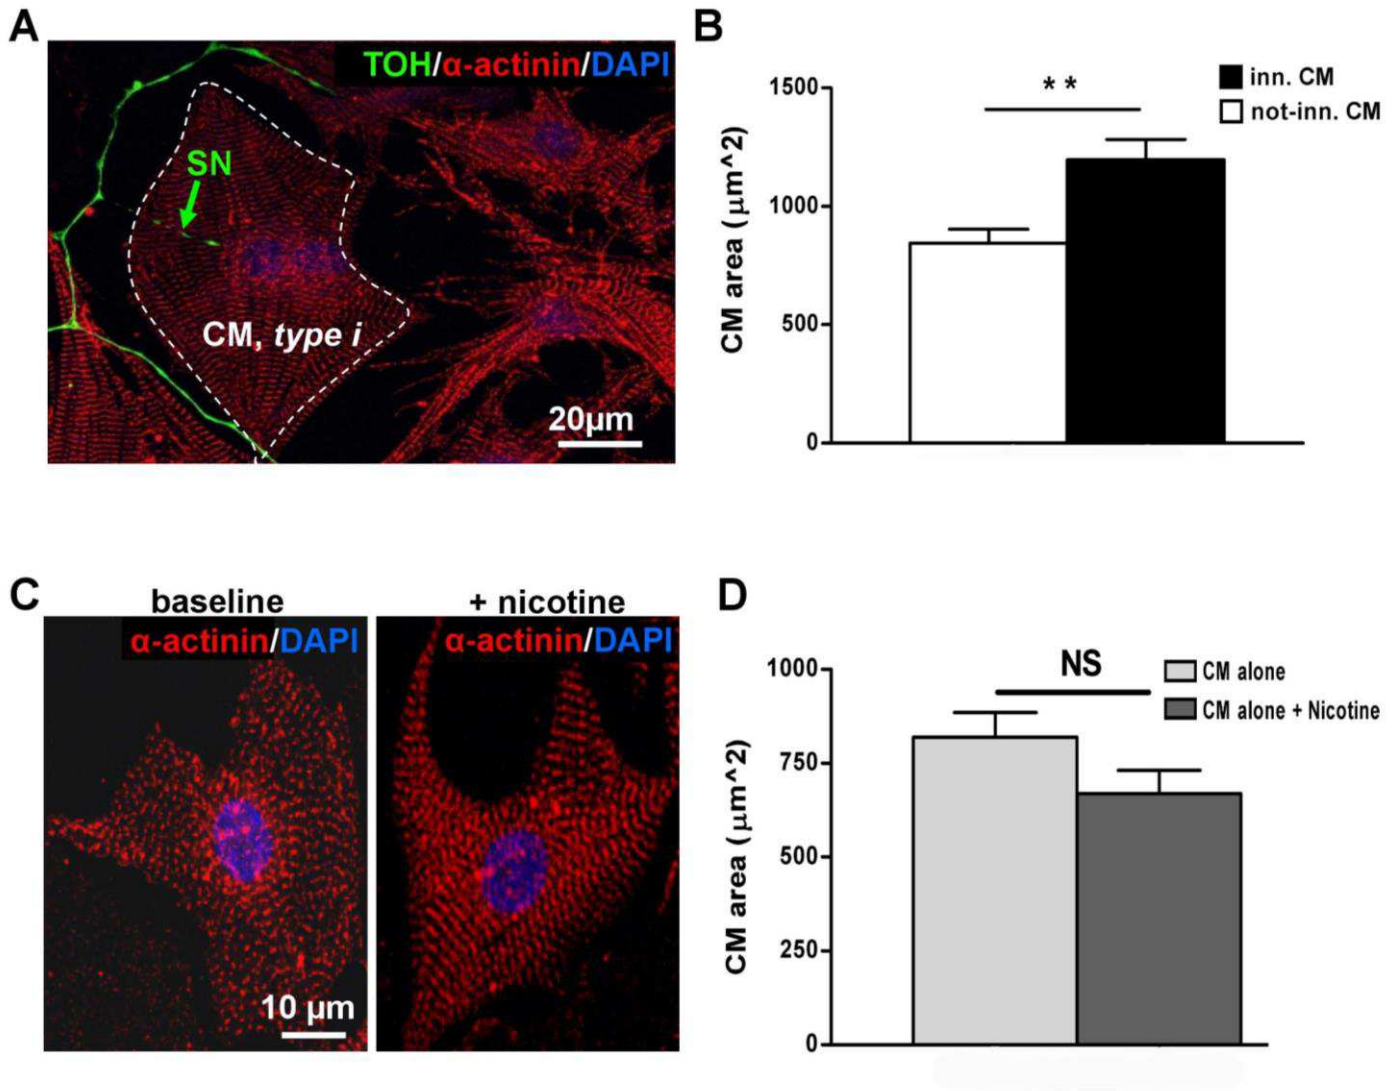 A
TOH/α-actinin/DAPI
SN
CM, type i
20µm
B
CM area (µm^2)
1500
1000
500
0
**
inn. CM
not-inn. CM
C
baseline
α-actinin/DAPI
10 µm
+ nicotine
α-actinin/DAPI
D
CM area (µm^2)
1000
750
500
250
0
NS
CM alone
CM alone + Nicotine